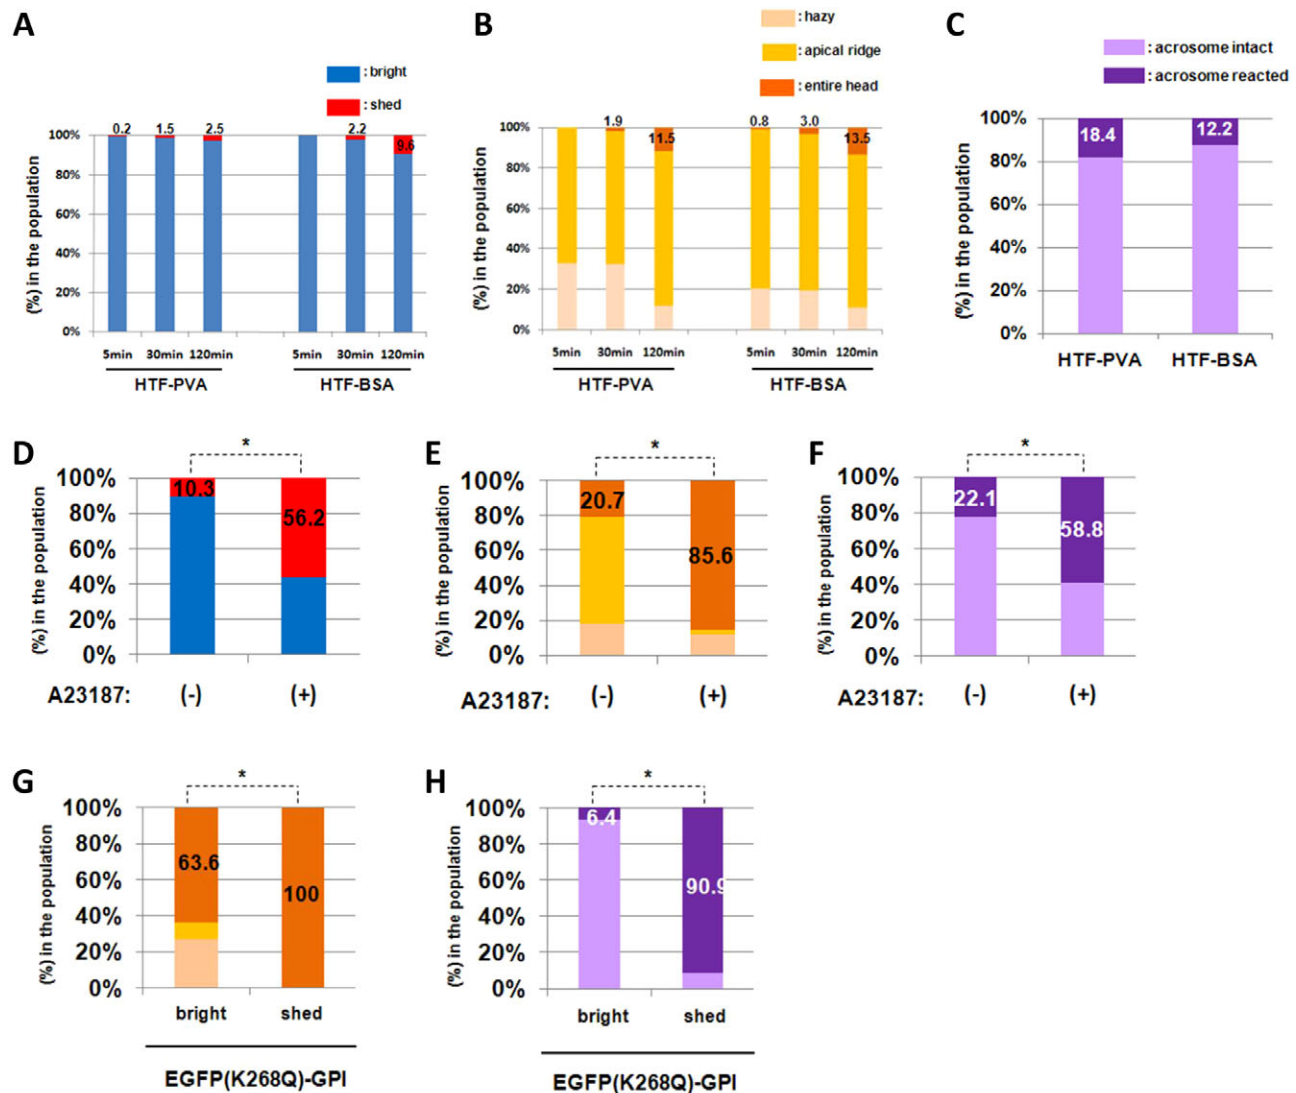 A
: bright
: shed
(%) in the population
100%
80%
60%
40%
20%
0%
0.2 1.5 2.5 2.2 9.6
5min 30min 120min 5min 30min 120min
HTF-PVA HTF-BSA
B
: hazy
: apical ridge
: entire head
(%) in the population
100%
80%
60%
40%
20%
0%
1.9 11.5 0.8 3.0 13.5
5min 30min 120min 5min 30min 120min
HTF-PVA HTF-BSA
C
: acrosome intact
: acrosome reacted
(%) in the population
100%
80%
60%
40%
20%
0%
18.4 12.2
HTF-PVA HTF-BSA
D
*
(%) in the population
100%
80%
60%
40%
20%
0%
10.3 56.2
A23187: (-) (+)
E
*
(%) in the population
100%
80%
60%
40%
20%
0%
20.7 85.6
A23187: (-) (+)
F
*
(%) in the population
100%
80%
60%
40%
20%
0%
22.1 58.8
A23187: (-) (+)
G
*
(%) in the population
100%
80%
60%
40%
20%
0%
63.6 100
bright shed
EGFP(K268Q)-GPI
H
*
(%) in the population
100%
80%
60%
40%
20%
0%
6.4 90.9
bright shed
EGFP(K268Q)-GPI